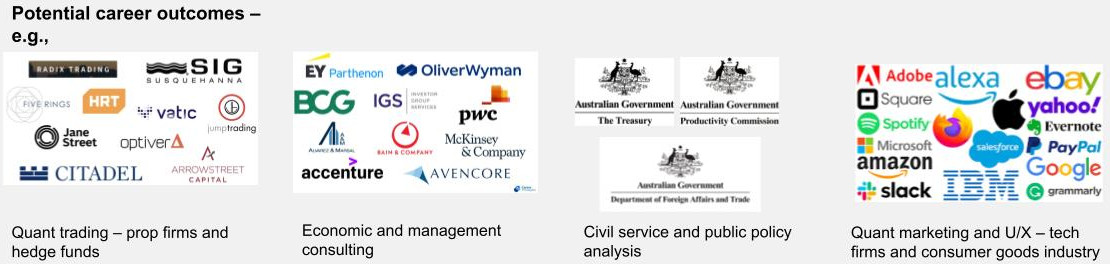 Potential career outcomes –
e.g.,
RADIX TRADING
SIG
SUSQUEHANNA
FIVE RINGS
HRT
vatic
jumptrading
Jane
Street
optiver
CITADEL
ARROWSTREET
CAPITAL
Quant trading – prop firms and
hedge funds
EY Parthenon
OliverWyman
BCG
IGS
INVESTOR
GROUP
SERVICES
pwc
ALVAREZ & MARSAL
BAIN & COMPANY
McKinsey
& Company
accenture
AVENCORE
Economic and management
consulting
Australian Government
The Treasury
Australian Government
Productivity Commission
Australian Government
Department of Foreign Affairs and Trade
Civil service and public policy
analysis
Adobe
alexa
ebay
Square
yahoo!
Spotify
Evernote
Microsoft
salesforce
PayPal
amazon
Google
slack
IBM
grammarly
Quant marketing and U/X – tech
firms and consumer goods industry